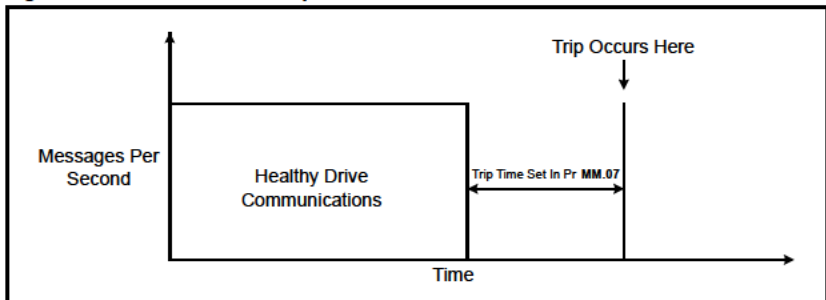 Trip Occurs Here
Messages Per
Second
Healthy Drive
Communications
Trip Time Set In Pr MM.07
Time